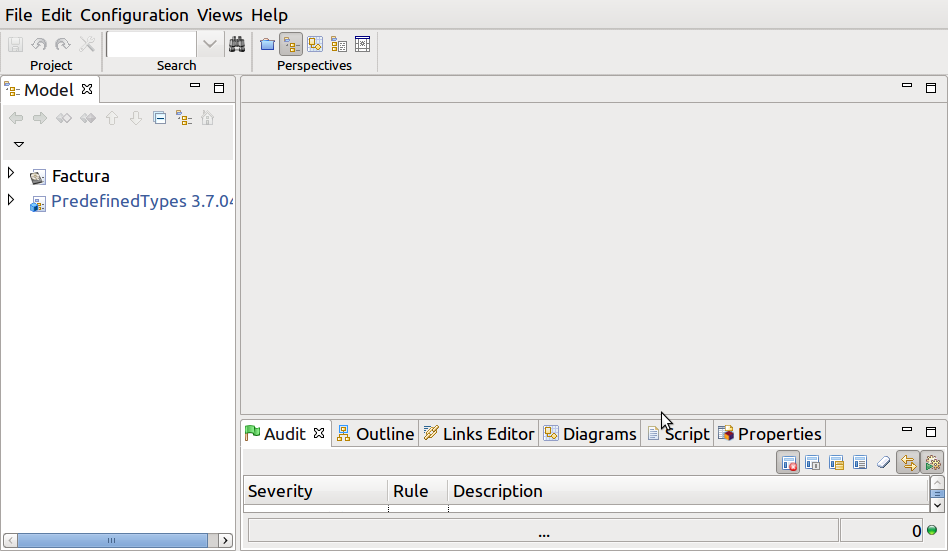 File Edit Configuration Views Help
Project Search Perspectives
Model
Factura
PredefinedTypes 3.7.04
Audit Outline Links Editor Diagrams Script Properties
Severity Rule Description
... 0